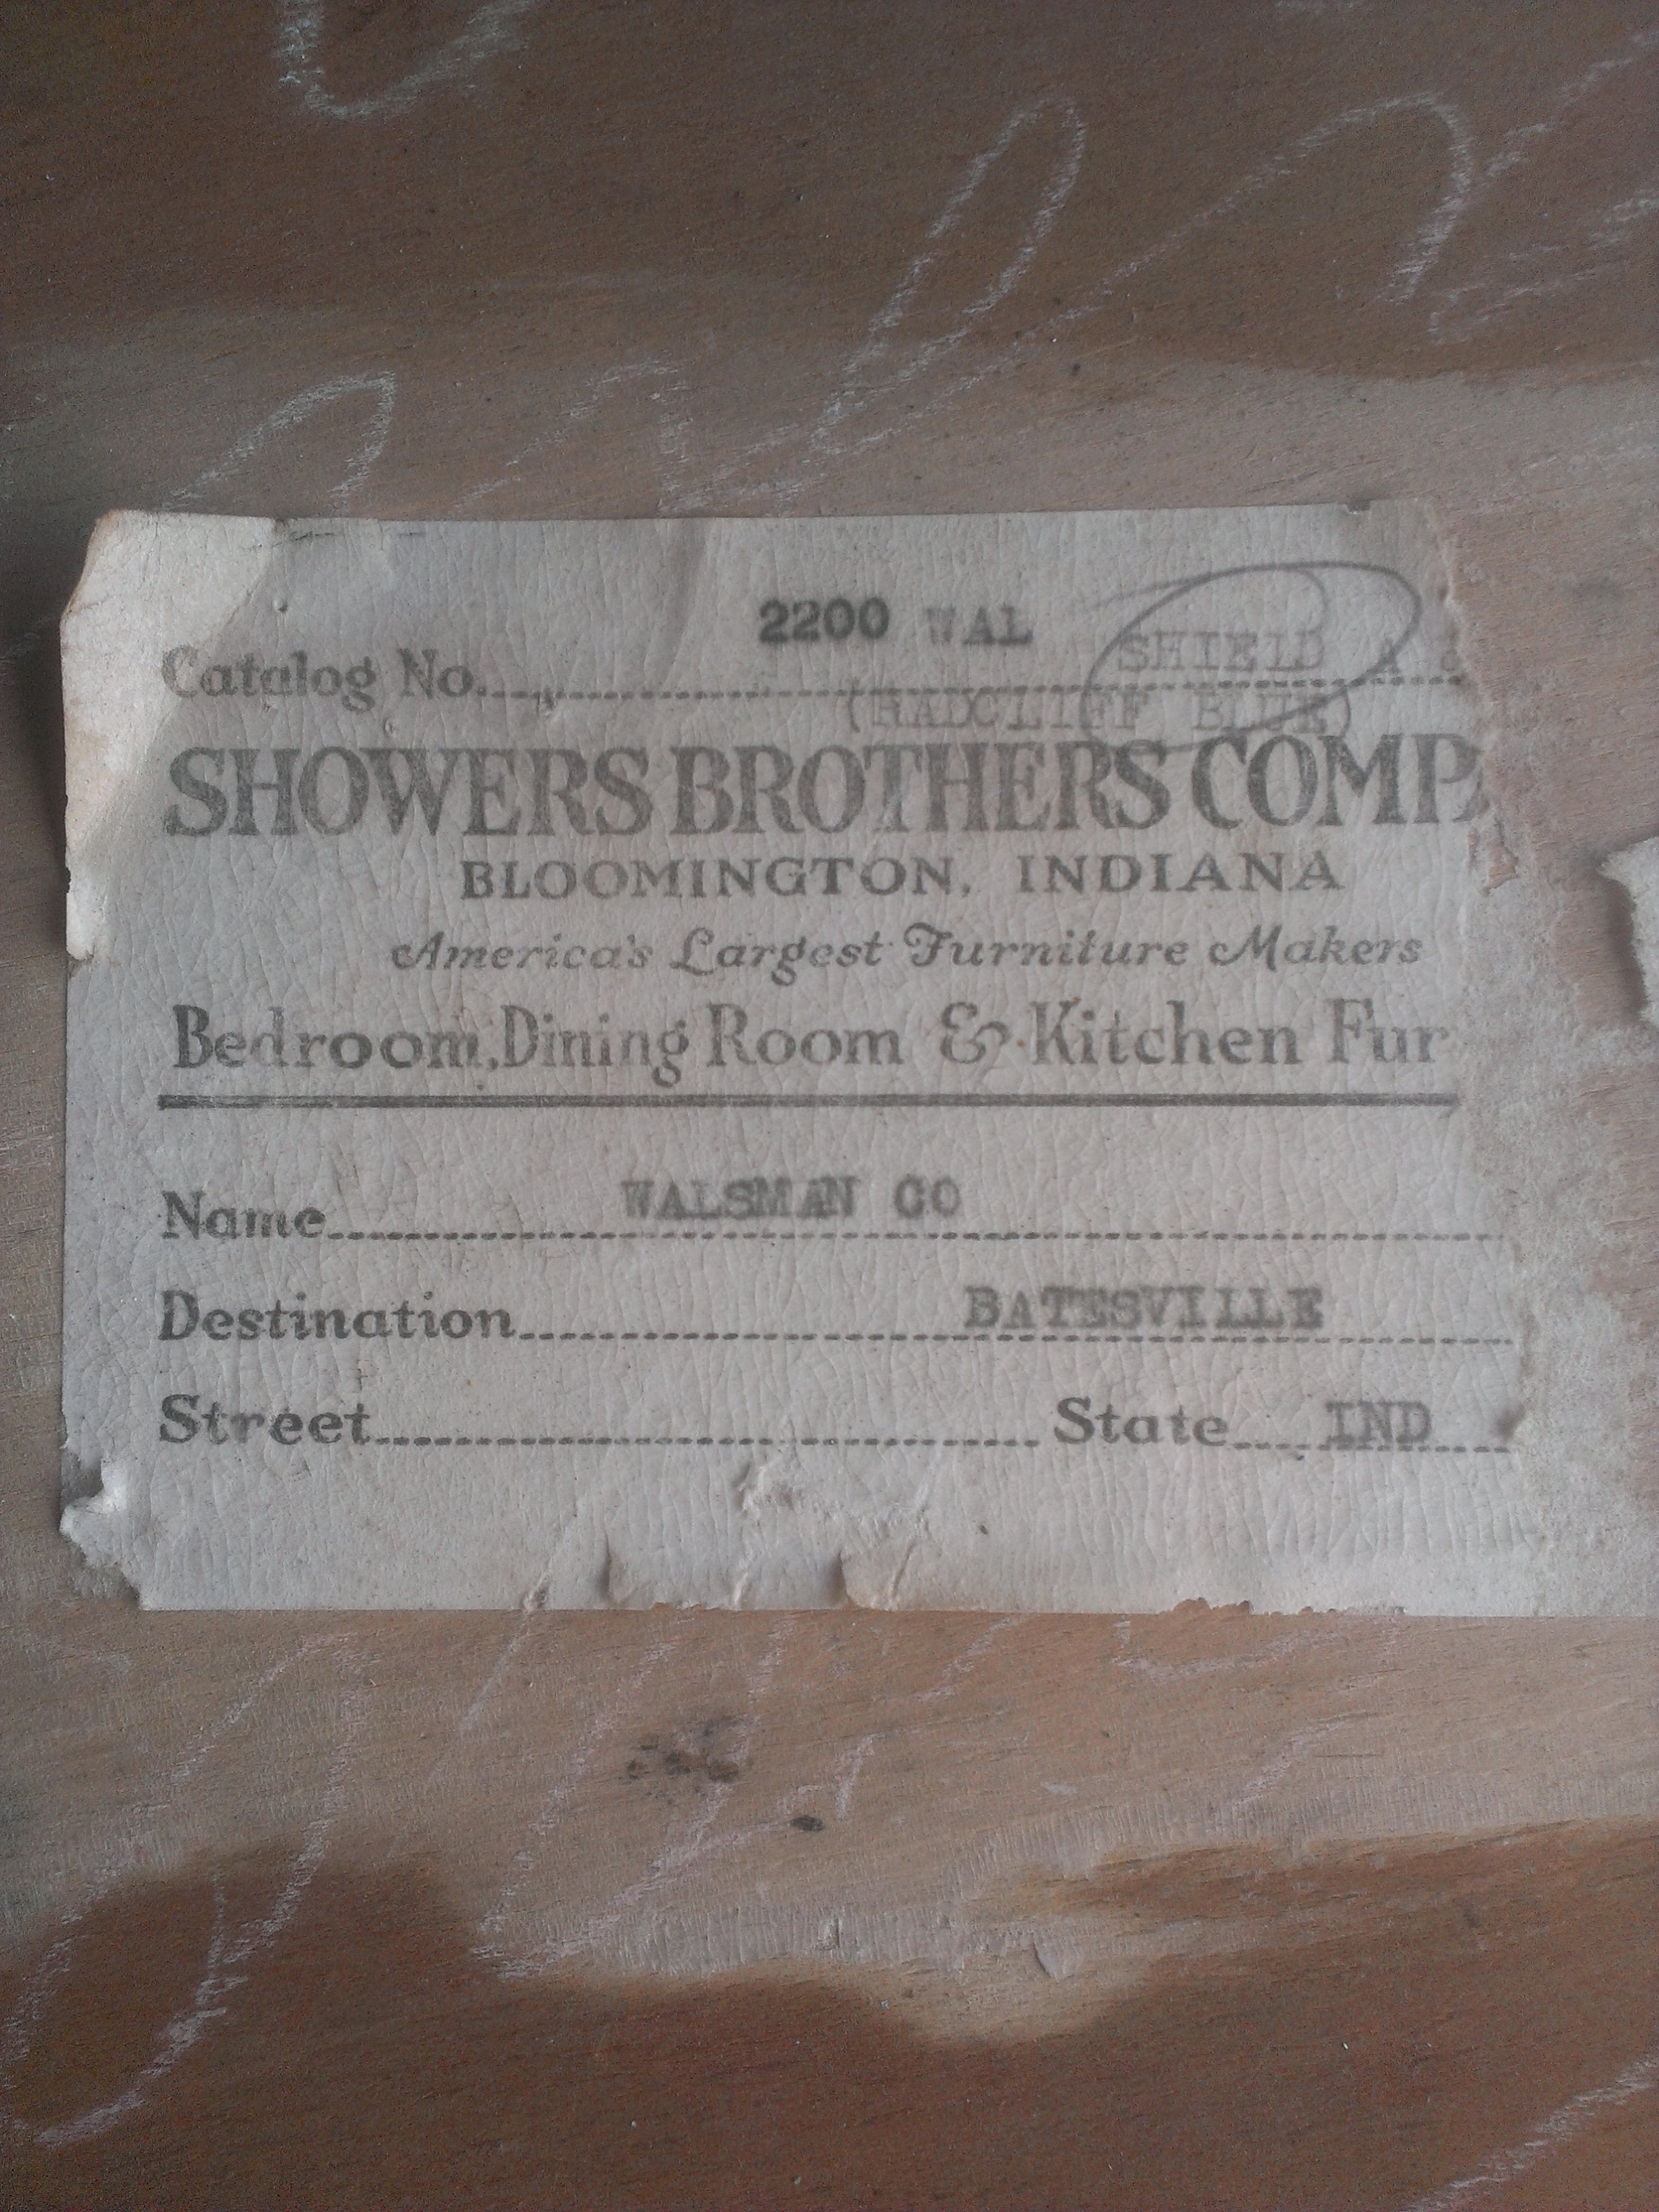 2200 WAL SHIELD A
Catalog No.
(RADCLIFF BLUE)
SHOWERS BROTHERS COMPA
BLOOMINGTON, INDIANA
America's Largest Furniture Makers
Bedroom, Dining Room & Kitchen Fur
Name WALSMAN CO
Destination BATESVILLE
Street State IND